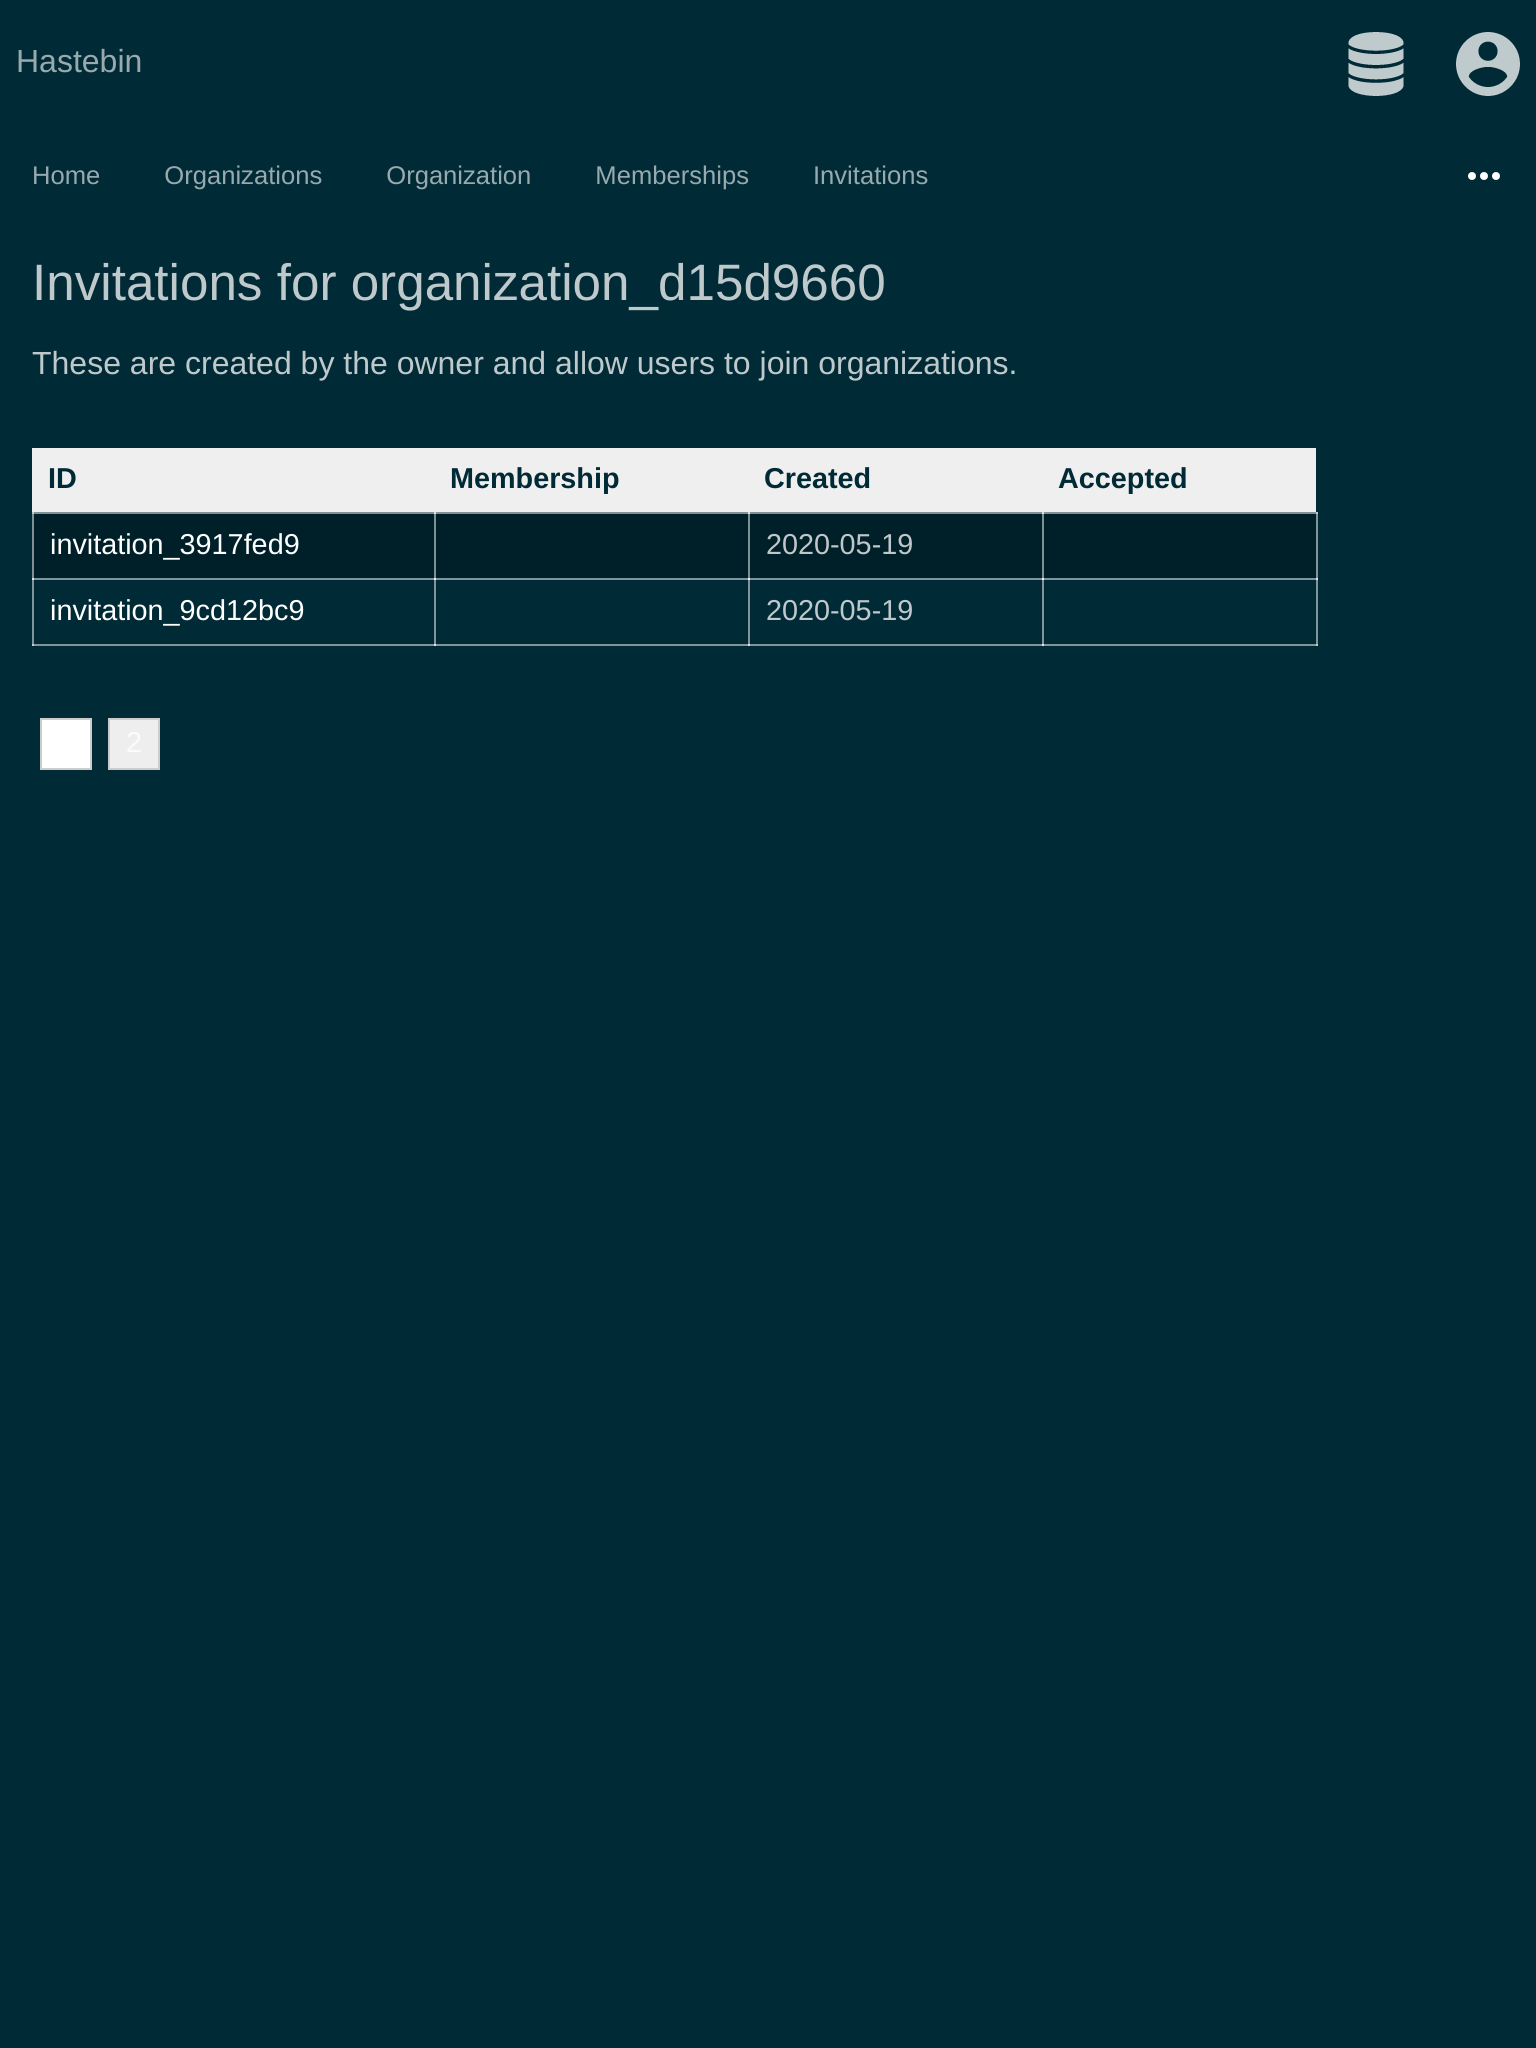 Hastebin
Home Organizations Organization Memberships Invitations
Invitations for organization_d15d9660
These are created by the owner and allow users to join organizations.
ID Membership Created Accepted
invitation_3917fed9 2020-05-19
invitation_9cd12bc9 2020-05-19
2